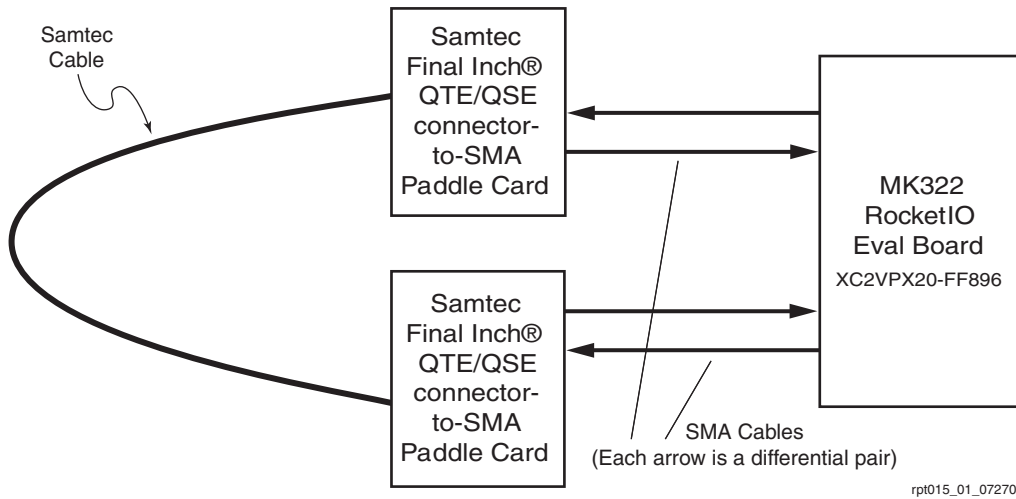 Samtec
Cable
Samtec
Final Inch®
QTE/QSE
connector-
to-SMA
Paddle Card
MK322
RocketIO
Eval Board
XC2VPX20-FF896
Samtec
Final Inch®
QTE/QSE
connector-
to-SMA
Paddle Card
SMA Cables
(Each arrow is a differential pair)
rpt015_01_07270